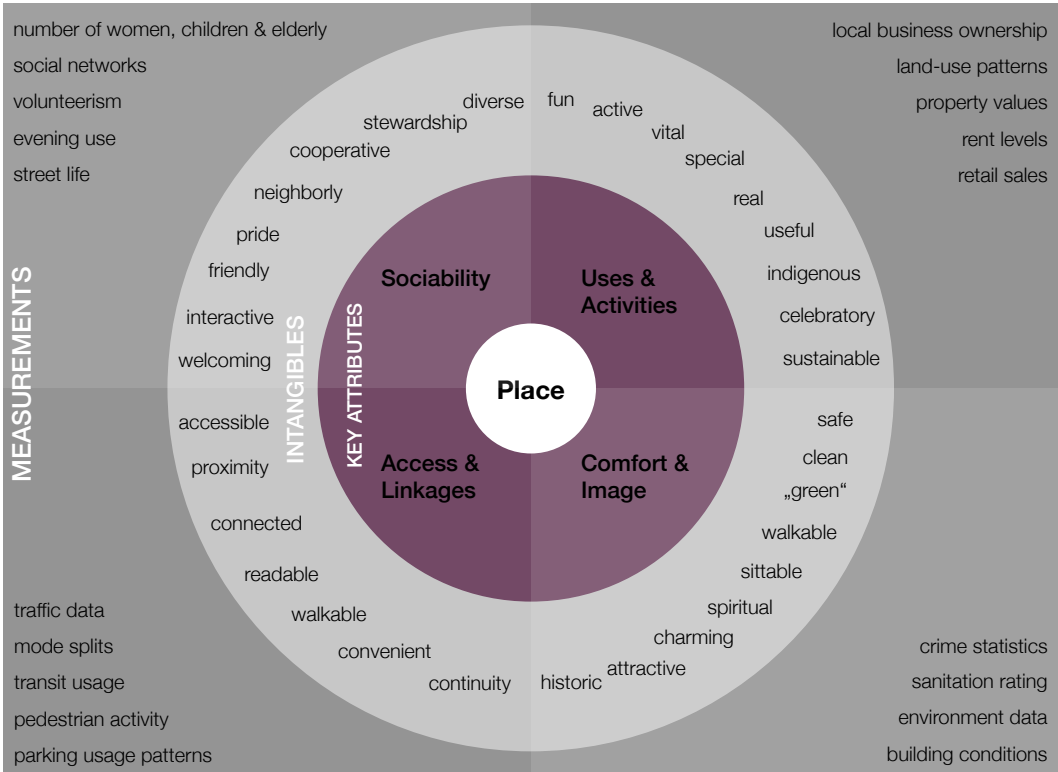 number of women, children & elderly
social networks
volunteerism
evening use
street life
local business ownership
land-use patterns
property values
rent levels
retail sales
diverse
stewardship
cooperative
neighborly
pride
friendly
interactive
welcoming
fun
active
vital
special
real
useful
indigenous
celebratory
sustainable
MEASUREMENTS
INTANGIBLES
KEY ATTRIBUTES
Sociability
Uses &
Activities
Place
Access &
Linkages
Comfort &
Image
accessible
proximity
connected
readable
walkable
convenient
continuity
safe
clean
„green“
walkable
sittable
spiritual
charming
attractive
historic
traffic data
mode splits
transit usage
pedestrian activity
parking usage patterns
crime statistics
sanitation rating
environment data
building conditions